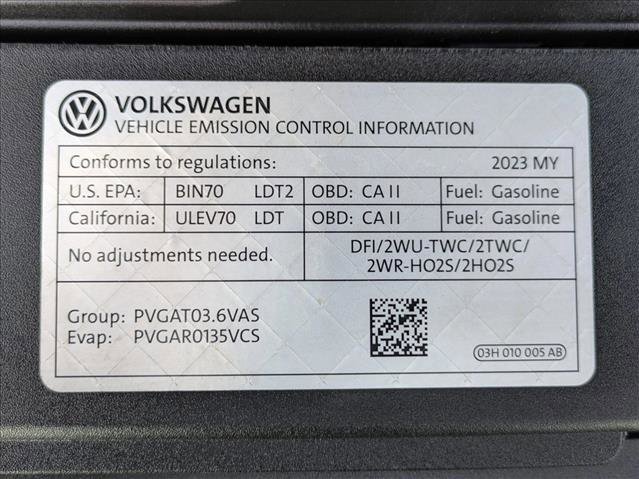 VOLKSWAGEN
VEHICLE EMISSION CONTROL INFORMATION
Conforms to regulations: 2023 MY
U.S. EPA: BIN70 LDT2 OBD: CA II Fuel: Gasoline
California: ULEV70 LDT OBD: CA II Fuel: Gasoline
No adjustments needed. DFI/2WU-TWC/2TWC/
2WR-HO2S/2HO2S
Group: PVGAT03.6VAS
Evap: PVGAR0135VCS
03H 010 005 AB